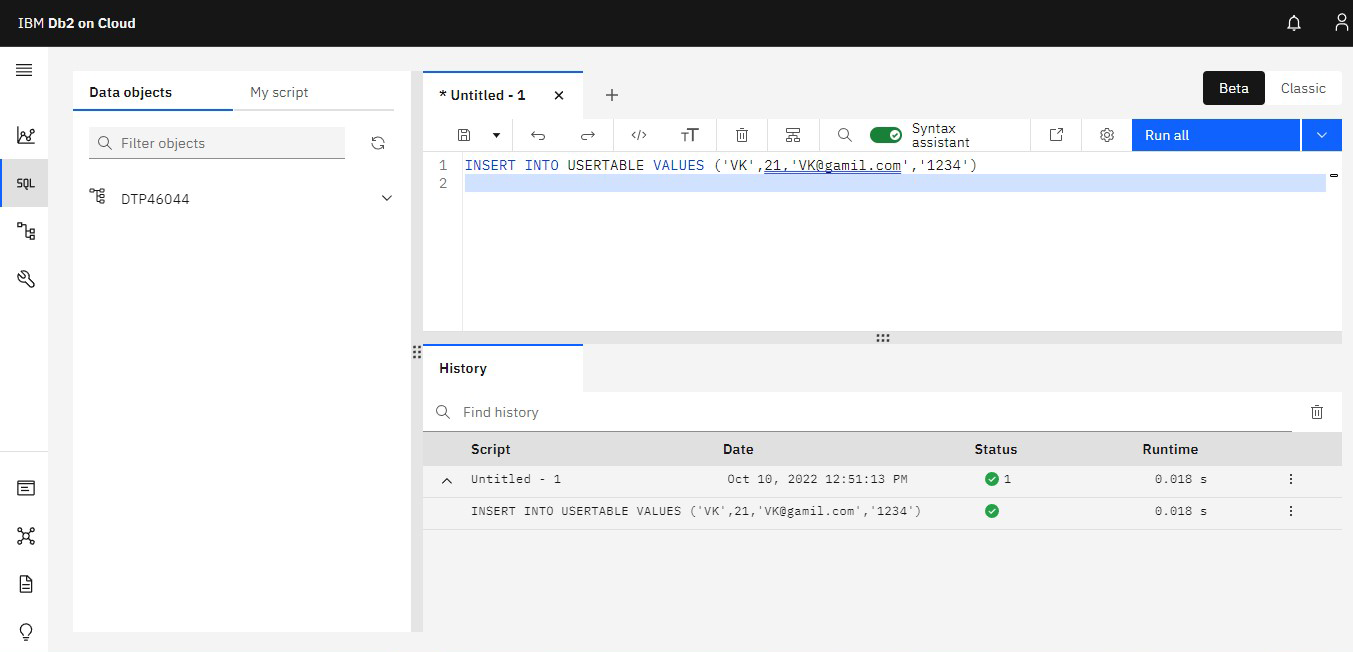 IBM Db2 on Cloud
Data objects My script
Filter objects
SQL
DTP46044
* Untitled - 1
Beta Classic
Syntax
assistant
Run all
1 INSERT INTO USERTABLE VALUES ('VK',21,'VK@gamil.com','1234')
2
History
Find history
Script Date Status Runtime
Untitled - 1 Oct 10, 2022 12:51:13 PM 1 0.018 s
INSERT INTO USERTABLE VALUES ('VK',21,'VK@gamil.com','1234') 0.018 s